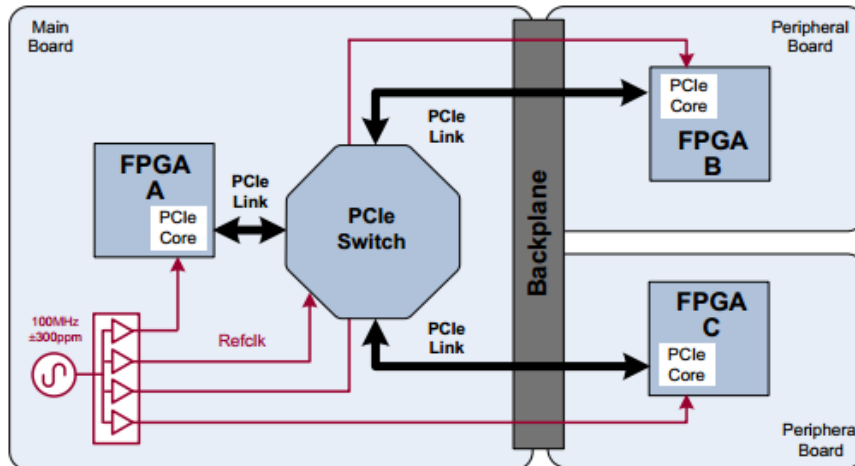 Main
Board
Peripheral
Board
PCIe
Core
FPGA
B
PCIe
Link
FPGA
A
PCIe
Core
PCIe
Link
PCIe
Switch
Backplane
FPGA
C
PCIe
Core
PCIe
Link
100MHz
±300ppm
Refclk
Peripheral
Board